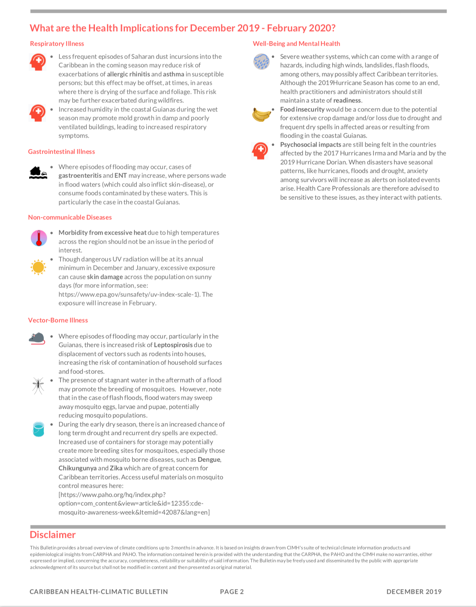 What are the Health Implications for December 2019 - February 2020?
Respiratory Illness
• Less frequent episodes of Saharan dust incursions into the
Caribbean in the coming season may reduce risk of
exacerbations of allergic rhinitis and asthma in susceptible
persons; but this effect may be offset, at times, in areas
where there is drying of the surface and foliage. This risk
may be further exacerbated during wildfires.
• Increased humidity in the coastal Guianas during the wet
season may promote mold growth in damp and poorly
ventilated buildings, leading to increased respiratory
symptoms.
Gastrointestinal Illness
• Where episodes of flooding may occur, cases of
gastroenteritis and ENT may increase, where persons wade
in flood waters (which could also inflict skin-disease), or
consume foods contaminated by these waters. This is
particularly the case in the coastal Guianas.
Non-communicable Diseases
• Morbidity from excessive heat due to high temperatures
across the region should not be an issue in the period of
interest.
• Though dangerous UV radiation will be at its annual
minimum in December and January, excessive exposure
can cause skin damage across the population on sunny
days (for more information, see:
https://www.epa.gov/sunsafety/uv-index-scale-1). The
exposure will increase in February.
Vector-Borne Illness
• Where episodes of flooding may occur, particularly in the
Guianas, there is increased risk of Leptospirosis due to
displacement of vectors such as rodents into houses,
increasing the risk of contamination of household surfaces
and food-stores.
• The presence of stagnant water in the aftermath of a flood
may promote the breeding of mosquitoes. However, note
that in the case of flash floods, flood waters may sweep
away mosquito eggs, larvae and pupae, potentially
reducing mosquito populations.
• During the early dry season, there is an increased chance of
long term drought and recurrent dry spells are expected.
Increased use of containers for storage may potentially
create more breeding sites for mosquitoes, especially those
associated with mosquito borne diseases, such as Dengue,
Chikungunya and Zika which are of great concern for
Caribbean territories. Access useful materials on mosquito
control measures here:
[https://www.paho.org/hq/index.php?
option=com_content&view=article&id=12355:cde-
mosquito-awareness-week&Itemid=42087&lang=en]
Well-Being and Mental Health
• Severe weather systems, which can come with a range of
hazards, including high winds, landslides, flash floods,
among others, may possibly affect Caribbean territories.
Although the 2019 Hurricane Season has come to an end,
health practitioners and administrators should still
maintain a state of readiness.
• Food insecurity would be a concern due to the potential
for extensive crop damage and/or loss due to drought and
frequent dry spells in affected areas or resulting from
flooding in the coastal Guianas.
• Psychosocial impacts are still being felt in the countries
affected by the 2017 Hurricanes Irma and Maria and by the
2019 Hurricane Dorian. When disasters have seasonal
patterns, like hurricanes, floods and drought, anxiety
among survivors will increase as alerts on isolated events
arise. Health Care Professionals are therefore advised to
be sensitive to these issues, as they interact with patients.
Disclaimer
This Bulletin provides a broad overview of climate conditions up to 3 months in advance. It is based on insights drawn from CIMH's suite of technical climate information products and
epidemiological insights from CARPHA and PAHO. The information contained herein is provided with the understanding that the CARPHA, the PAHO and the CIMH make no warranties, either
expressed or implied, concerning the accuracy, completeness, reliability or suitability of said information. The Bulletin may be freely used and disseminated by the public with appropriate
acknowledgment of its source but shall not be modified in content and then presented as original material.
CARIBBEAN HEALTH-CLIMATIC BULLETIN PAGE 2 DECEMBER 2019